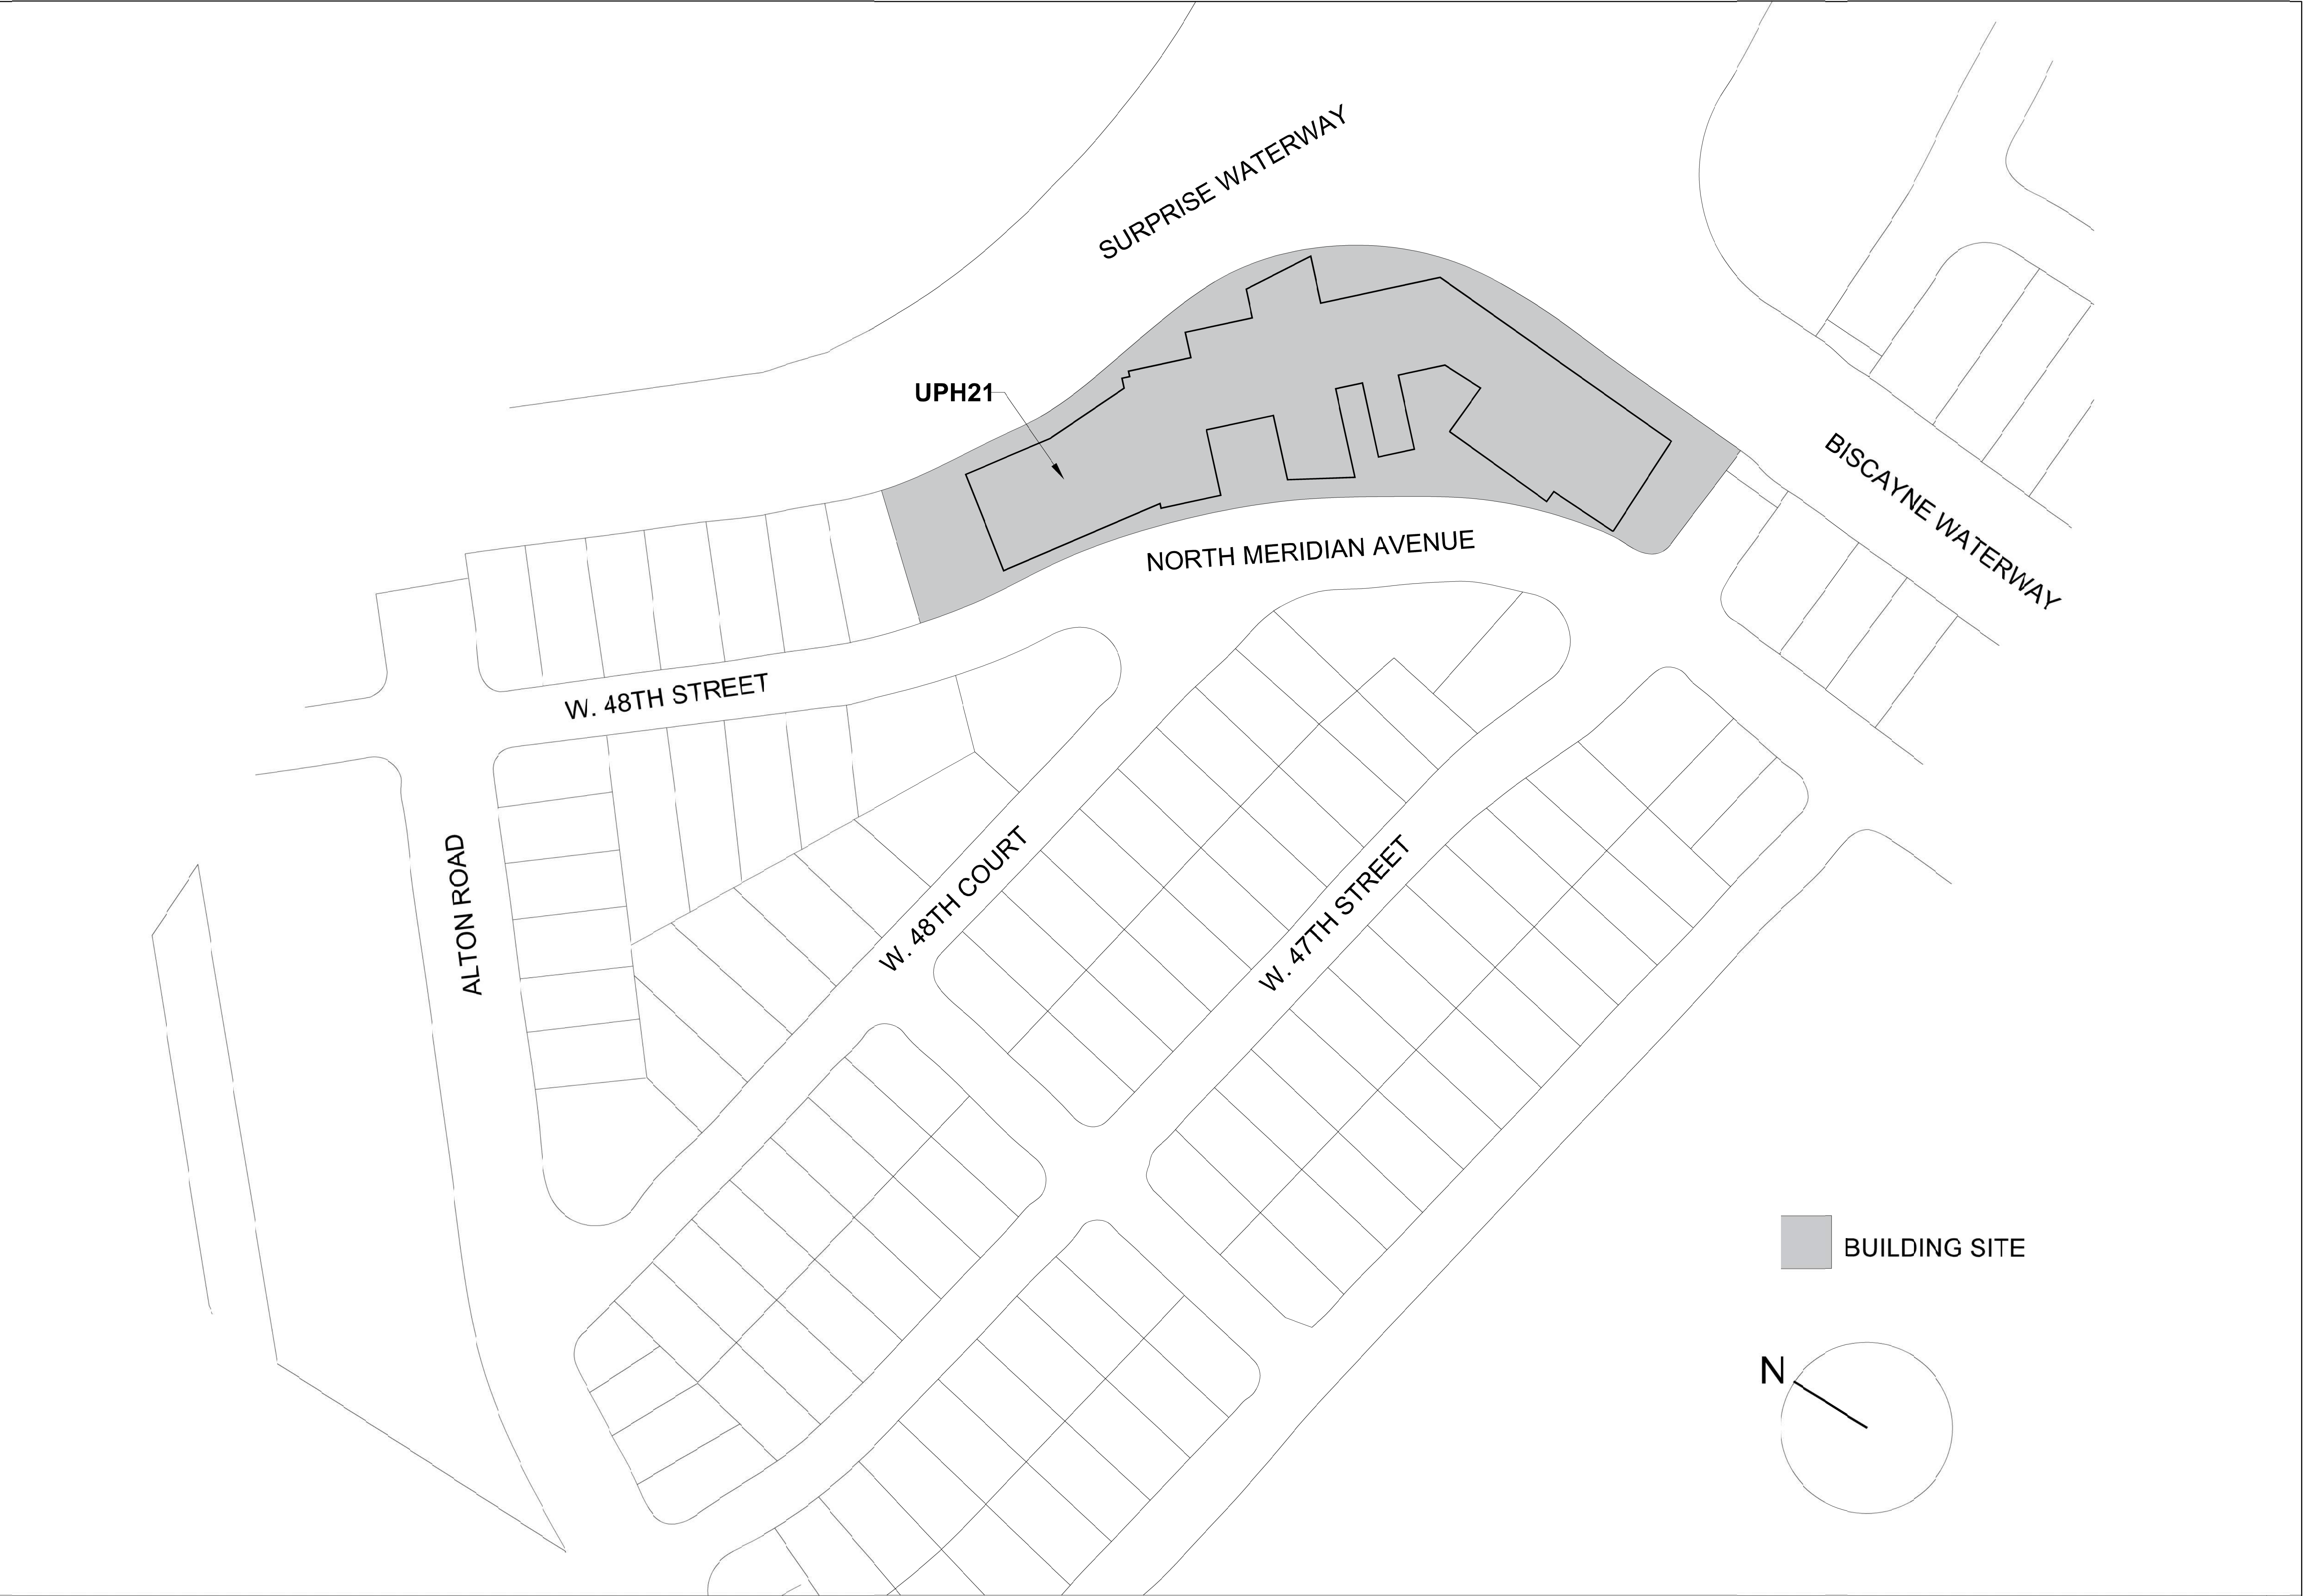 SURPRISE WATERWAY
UPH21
BISCAYNE WATERWAY
NORTH MERIDIAN AVENUE
W. 48TH STREET
ALTON ROAD
W. 48TH COURT
W. 47TH STREET
BUILDING SITE
N